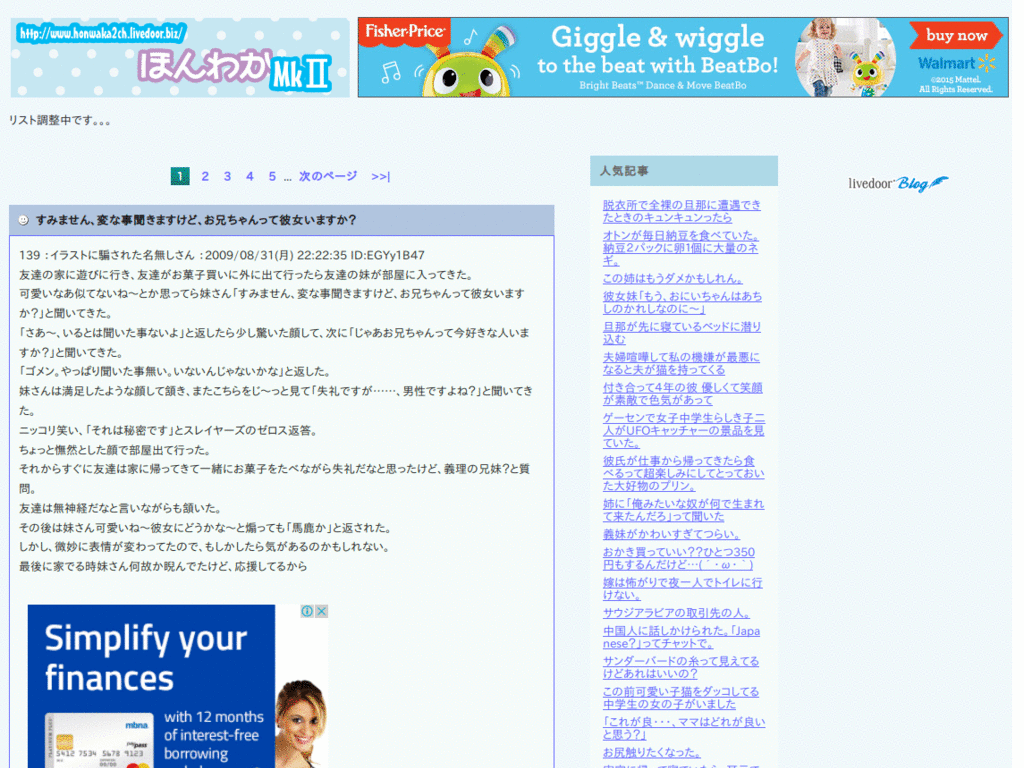 http://www.honwaka2ch.livedoor.biz/
ほんわかMkⅡ
Fisher-Price
Giggle & wiggle
to the beat with BeatBo!
Bright Beats™ Dance & Move BeatBo
buy now
Walmart
©2015 Mattel.
All Rights Reserved.
リスト調整中です。。。
1 2 3 4 5 ... 次のページ >>|
すみません、変な事聞きますけど、お兄ちゃんって彼女いますか?
139 :イラストに騙された名無しさん :2009/08/31(月) 22:22:35 ID:EGYy1B47
友達の家に遊びに行き、友達がお菓子買いに外に出て行ったら友達の妹が部屋に入ってきた。
可愛いなあ似てないね~とか思ってら妹さん「すみません、変な事聞きますけど、お兄ちゃんって彼女います
か?」と聞いてきた。
「さあ~、いるとは聞いた事ないよ」と返したら少し驚いた顔して、次に「じゃあお兄ちゃんって今好きな人いま
すか?」と聞いてきた。
「ゴメン。やっぱり聞いた事無い。いないんじゃないかな」と返した。
妹さんは満足したような顔して頷き、またこちらをじ~っと見て「失礼ですが……、男性ですよね?」と聞いてき
た。
ニッコリ笑い、「それは秘密です」とスレイヤーズのゼロス返答。
ちょっと憮然とした顔で部屋出て行った。
それからすぐに友達は家に帰ってきて一緒にお菓子をたべながら失礼だなと思ったけど、義理の兄妹?と質
問。
友達は無神経だなと言いながらも頷いた。
その後は妹さん可愛いね~彼女にどうかな~と煽っても「馬鹿か」と返された。
しかし、微妙に表情が変わってたので、もしかしたら気があるのかもしれない。
最後に家でる時妹さん何故か睨んでたけど、応援してるから
Simplify your
finances
with 12 months
of interest-free
borrowing
mbna
5412 7534 5678 9123
人気記事
脱衣所で全裸の旦那に遭遇でき
たときのキュンキュンったら
オトンが毎日納豆を食べていた。
納豆2パックに卵1個に大量のネ
ギ。
この姉はもうダメかもしれん。
彼女妹「もう、おにいちゃんはあち
しのかれしなのに~」
旦那が先に寝ているベッドに潜り
込む
夫婦喧嘩して私の機嫌が最悪に
なると夫が猫を持ってくる
付き合って4年の彼 優しくて笑顔
が素敵で色気があって
ゲーセンで女子中学生らしき子二
人がUFOキャッチャーの景品を見
ていた。
彼氏が仕事から帰ってきたら食
べるって超楽しみにしてとっておい
た大好物のプリン。
姉に「俺みたいな奴が何で生まれ
て来たんだろ」って聞いた
義妹がかわいすぎてつらい。
おかき買っていい??ひとつ350
円もするんだけど…(´・ω・`)
嫁は怖がりで夜一人でトイレに行
けない。
サウジアラビアの取引先の人。
中国人に話しかけられた。「Japa
nese?」ってチャットで。
サンダーバードの糸って見えてる
けどあれはいいの?
この前可愛い子猫をダッコしてる
中学生の女の子がいました
「これが良・・・、ママはどれが良い
と思う?」
お尻触りたくなった。
livedoor Blog